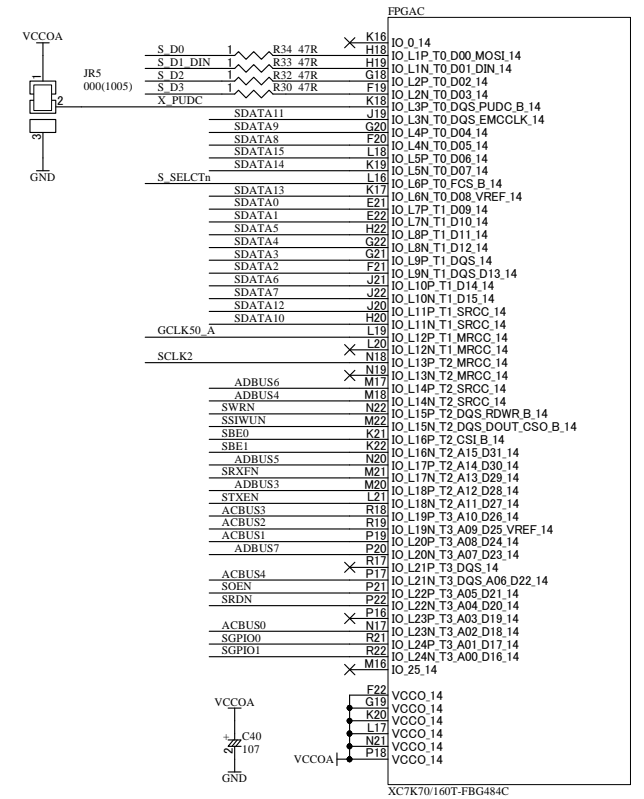 FPGAC
K16 IO_0_14
VCCOA
S_D0 1 R34 47R H18 IO_L1P_T0_D00_MOSI_14
S_D1_DIN 1 R33 47R H19 IO_L1N_T0_D01_DIN_14
S_D2 1 R32 47R G18 IO_L2P_T0_D02_14
S_D3 1 R30 47R F19 IO_L2N_T0_D03_14
JR5
000(1005)
1
2
3
GND
X_PUDC K18 IO_L3P_T0_DQS_PUDC_B_14
SDATA11 J19 IO_L3N_T0_DQS_EMCCLK_14
SDATA9 G20 IO_L4P_T0_D04_14
SDATA8 F20 IO_L4N_T0_D05_14
SDATA15 L18 IO_L5P_T0_D06_14
SDATA14 K19 IO_L5N_T0_D07_14
S_SELCTn L16 IO_L6P_T0_FCS_B_14
SDATA13 K17 IO_L6N_T0_D08_VREF_14
SDATA0 E21 IO_L7P_T1_D09_14
SDATA1 E22 IO_L7N_T1_D10_14
SDATA5 H22 IO_L8P_T1_D11_14
SDATA4 G22 IO_L8N_T1_D12_14
SDATA3 G21 IO_L9P_T1_DQS_14
SDATA2 F21 IO_L9N_T1_DQS_D13_14
SDATA6 J21 IO_L10P_T1_D14_14
SDATA7 J22 IO_L10N_T1_D15_14
SDATA12 J20 IO_L11P_T1_SRCC_14
SDATA10 H20 IO_L11N_T1_SRCC_14
GCLK50_A L19 IO_L12P_T1_MRCC_14
L20 IO_L12N_T1_MRCC_14
SCLK2 N18 IO_L13P_T2_MRCC_14
N19 IO_L13N_T2_MRCC_14
ADBUS6 M17 IO_L14P_T2_SRCC_14
ADBUS4 M18 IO_L14N_T2_SRCC_14
SWRN N22 IO_L15P_T2_DQS_RDWR_B_14
SSIWUN M22 IO_L15N_T2_DQS_DOUT_CSO_B_14
SBE0 K21 IO_L16P_T2_CSI_B_14
SBE1 K22 IO_L16N_T2_A15_D31_14
ADBUS5 N20 IO_L17P_T2_A14_D30_14
SRXFN M21 IO_L17N_T2_A13_D29_14
ADBUS3 M20 IO_L18P_T2_A12_D28_14
STXEN L21 IO_L18N_T2_A11_D27_14
ACBUS3 R18 IO_L19P_T3_A10_D26_14
ACBUS2 R19 IO_L19N_T3_A09_D25_VREF_14
ACBUS1 P19 IO_L20P_T3_A08_D24_14
ADBUS7 P20 IO_L20N_T3_A07_D23_14
R17 IO_L21P_T3_DQS_14
ACBUS4 P17 IO_L21N_T3_DQS_A06_D22_14
SOEN P21 IO_L22P_T3_A05_D21_14
SRDN P22 IO_L22N_T3_A04_D20_14
P16 IO_L23P_T3_A03_D19_14
ACBUS0 N17 IO_L23N_T3_A02_D18_14
SGPIO0 R21 IO_L24P_T3_A01_D17_14
SGPIO1 R22 IO_L24N_T3_A00_D16_14
M16 IO_25_14
F22 VCCO_14
G19 VCCO_14
K20 VCCO_14
L17 VCCO_14
N21 VCCO_14
VCCOA P18 VCCO_14
VCCOA
+ C40
2 107
GND
XC7K70/160T-FBG484C